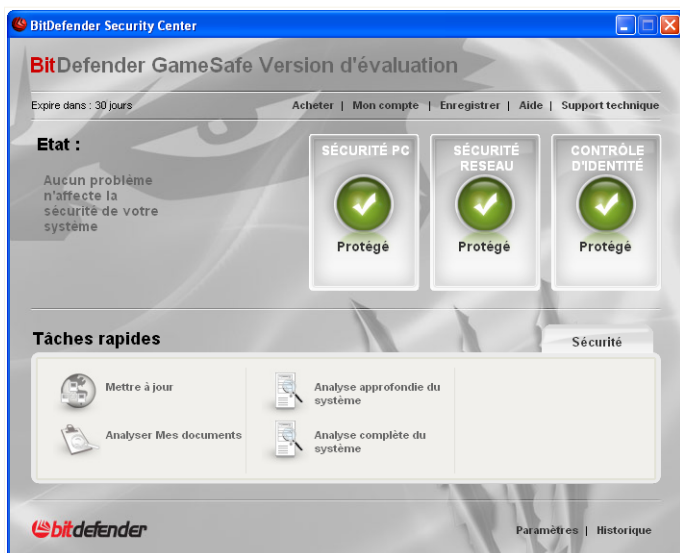 BitDefender Security Center
BitDefender GameSafe Version d'évaluation
Expire dans : 30 jours
Acheter | Mon compte | Enregistrer | Aide | Support technique
Etat :
Aucun problème
n'affecte la
sécurité de votre
système
SÉCURITÉ PC
Protégé
SÉCURITÉ
RESEAU
Protégé
CONTRÔLE
D'IDENTITÉ
Protégé
Tâches rapides
Sécurité
Mettre à jour
Analyser Mes documents
Analyse approfondie du
système
Analyse complète du
système
bitdefender
Paramètres | Historique